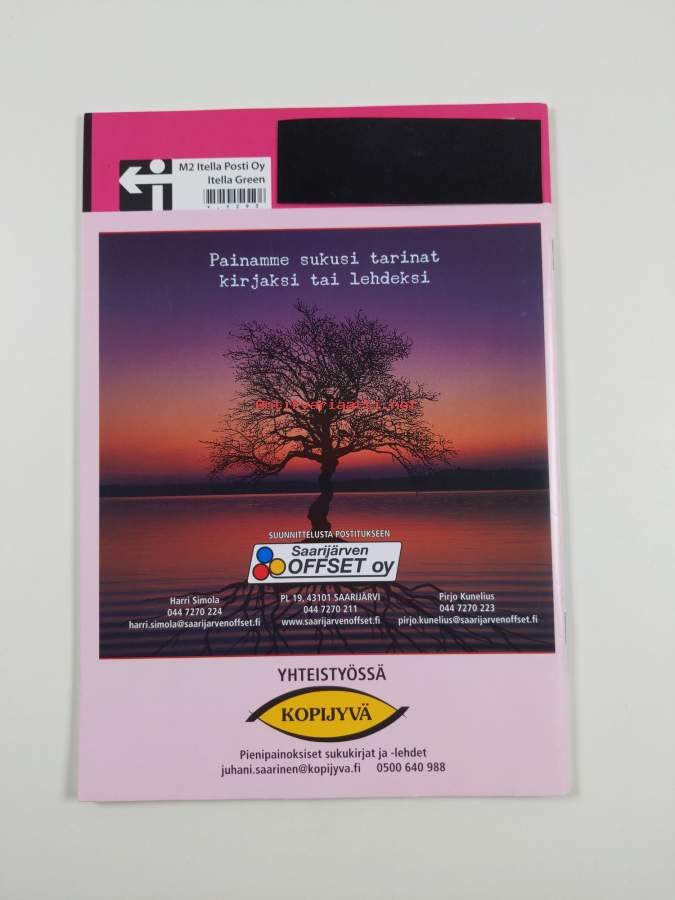 M2 Itella Posti Oy
Itella Green
Painamme sukusi tarinat
kirjaksi tai lehdeksi
Antikvariaatti.net
SUUNNITTELUSTA POSTITUKSEEN
Saarijärven
OFFSET oy
Harri Simola
044 7270 224
harri.simola@saarijarvenoffset.fi
PL 19, 43101 SAARIJÄRVI
044 7270 211
www.saarijarvenoffset.fi
Pirjo Kunelius
044 7270 223
pirjo.kunelius@saarijarvenoffset.fi
YHTEISTYÖSSÄ
KOPIJYVÄ
Pienipainoksiset sukukirjat ja -lehdet
juhani.saarinen@kopijyva.fi 0500 640 988